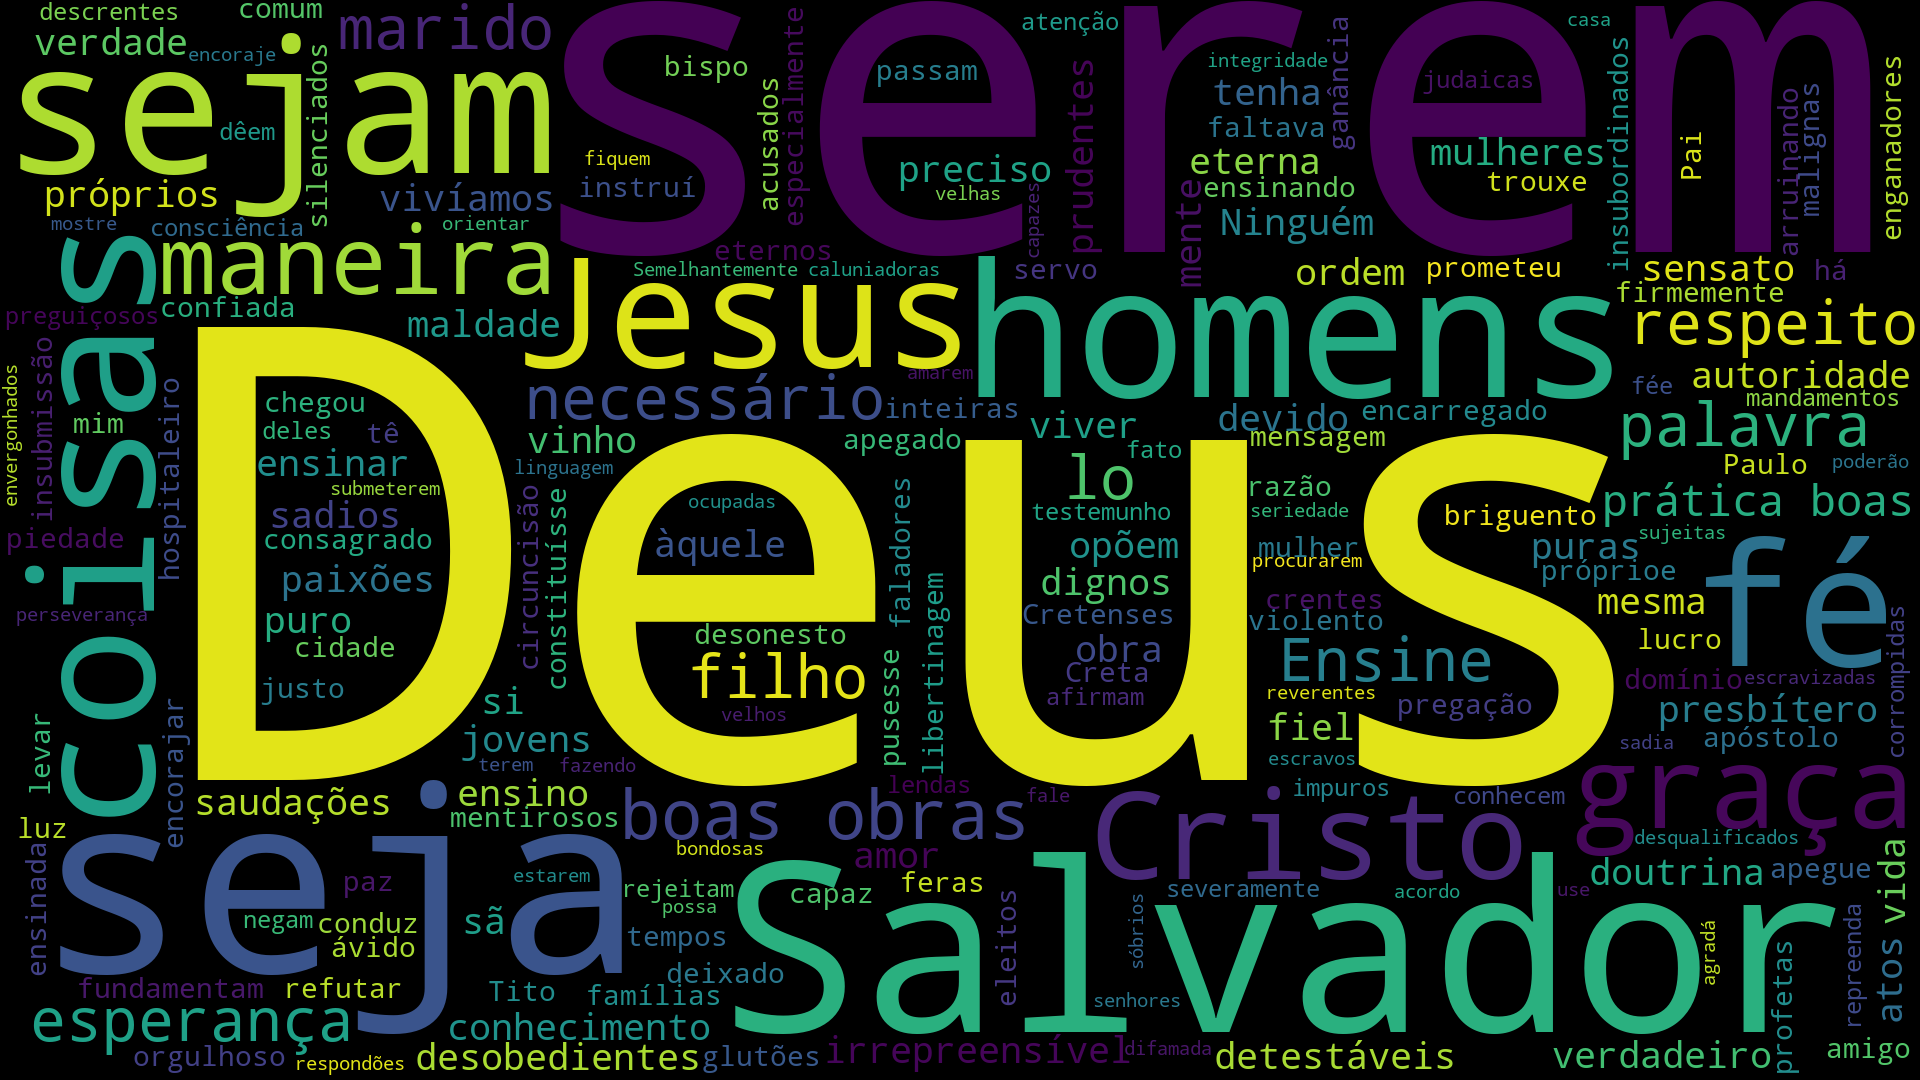 descrentes
comum
marido
serem
atenção
casa
verdade
encoraje
bispo
passam
integridade
judaicas
sejam
silenciados
dêem
acusados
especialmente
prudentes
tenha
faltava
ganância
insubordinados
Pai
arruinando
malignas
enganadores
fiquem
instruí
preciso
velhas
eterna
ensinando
mulheres
trouxe
próprios
vivíamos
mostre
consciência
orientar
eternos
capazes
mente
Ninguém
coisas
maneira
Semelhantemente
caluniadoras
servo
ordem
prometeu
sensato
há
preguiçosos
confiada
maldade
Jesus
homens
firmemente
respeito
envergonhados
insubmissão
hospitaleiro
Deus
amarem
fée
autoridade
mandamentos
mim
chegou
deles
tê
necessário
inteiras
viver
devido
encarregado
palavra
ensinar
submeterem
vinho
apegado
fato
mensagem
Paulo
poderão
linguagem
lo
razão
sadios
consagrado
circuncisão
constituísse
ocupadas
faladores
testemunho
seriedade
briguento
prática boas
sujeitas
piedade
paixões
àquele
opõem
mulher
procurarem
puras
fé
perseverança
puro
cidade
libertinagem
dignos
Cretenses
crentes
violento
próprioe
mesma
lucro
corrompidas
justo
desonesto
filho
velhos
pusesse
obra
Creta
afirmam
Ensine
reverentes
pregação
domínio
escravizadas
levar
encorajar
si
jovens
terem
fazendo
fiel
escravos
presbítero
sadia
apóstolo
saudações
ensino
mentirosos
boas obras
lendas
fale
impuros
conhecem
graça
luz
ensinada
seja
bondosas
amor
Cristo
desqualificados
vida
paz
estarem
rejeitam
possa
capaz
feras
severamente
acordo
use
doutrina
apegue
negam
conduz
ávido
sã
tempos
Salvador
eleitos
sóbrios
agradá
profetas
repreenda
atos
fundamentam
refutar
Tito
deixado
famílias
senhores
esperança
conhecimento
orgulhoso
respondões
desobedientes
glutões
irrepreensível
difamada
detestáveis
verdadeiro
amigo